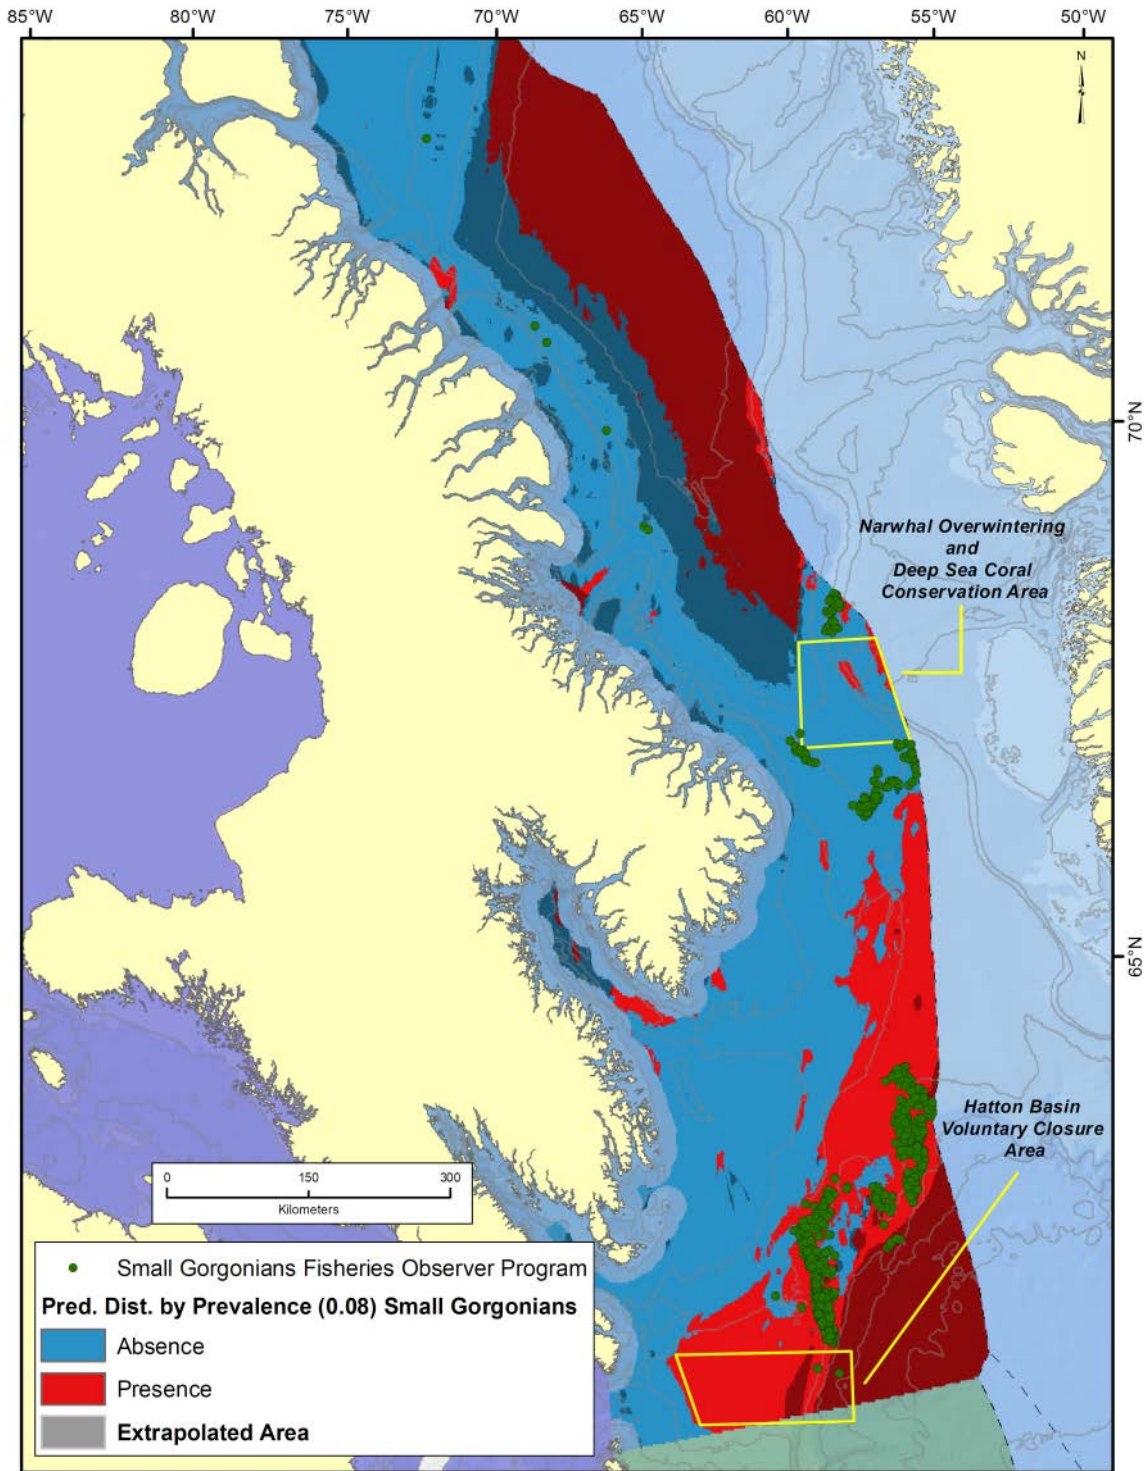 85°W 80°W 75°W 70°W 65°W 60°W 55°W 50°W
N
70°N
Narwhal Overwintering
and
Deep Sea Coral
Conservation Area
65°N
Hatton Basin
Voluntary Closure
Area
0 150 300
Kilometers
Small Gorgonians Fisheries Observer Program
Pred. Dist. by Prevalence (0.08) Small Gorgonians
Absence
Presence
Extrapolated Area